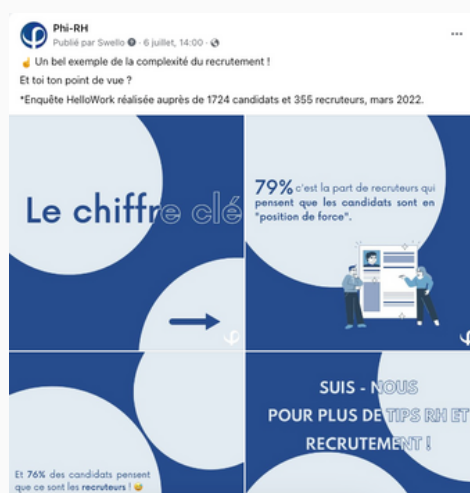 Phi-RH
Publié par Swello · 6 juillet, 14:00 ·
☝ Un bel exemple de la complexité du recrutement !
Et toi ton point de vue ?
*Enquête HelloWork réalisée auprès de 1724 candidats et 355 recruteurs, mars 2022.
Le chiffre clé
79% c'est la part de recruteurs qui
pensent que les candidats sont en
"position de force".
Et 76% des candidats pensent
que ce sont les recruteurs ! 😅
SUIS - NOUS
POUR PLUS DE TIPS RH ET
RECRUTEMENT !